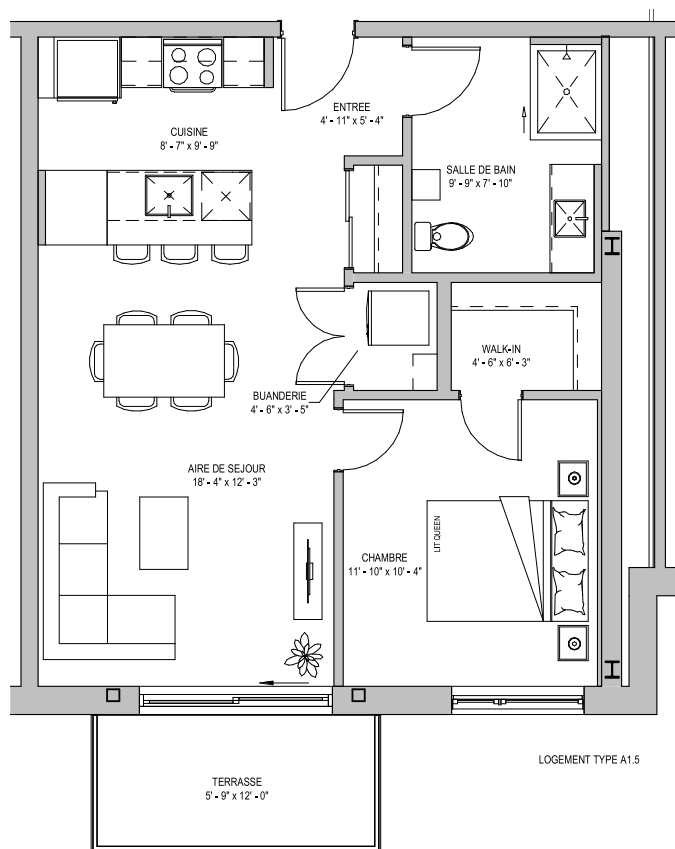 ENTREE
4' - 11" x 5' - 4"
CUISINE
8' - 7" x 9' - 9"
SALLE DE BAIN
9' - 9" x 7' - 10"
WALK-IN
4' - 6" x 6' - 3"
BUANDERIE
4' - 6" x 3' - 5"
AIRE DE SEJOUR
18' - 4" x 12' - 3"
LIT QUEEN
CHAMBRE
11' - 10" x 10' - 4"
LOGEMENT TYPE A1.5
TERRASSE
5' - 9" x 12' - 0"